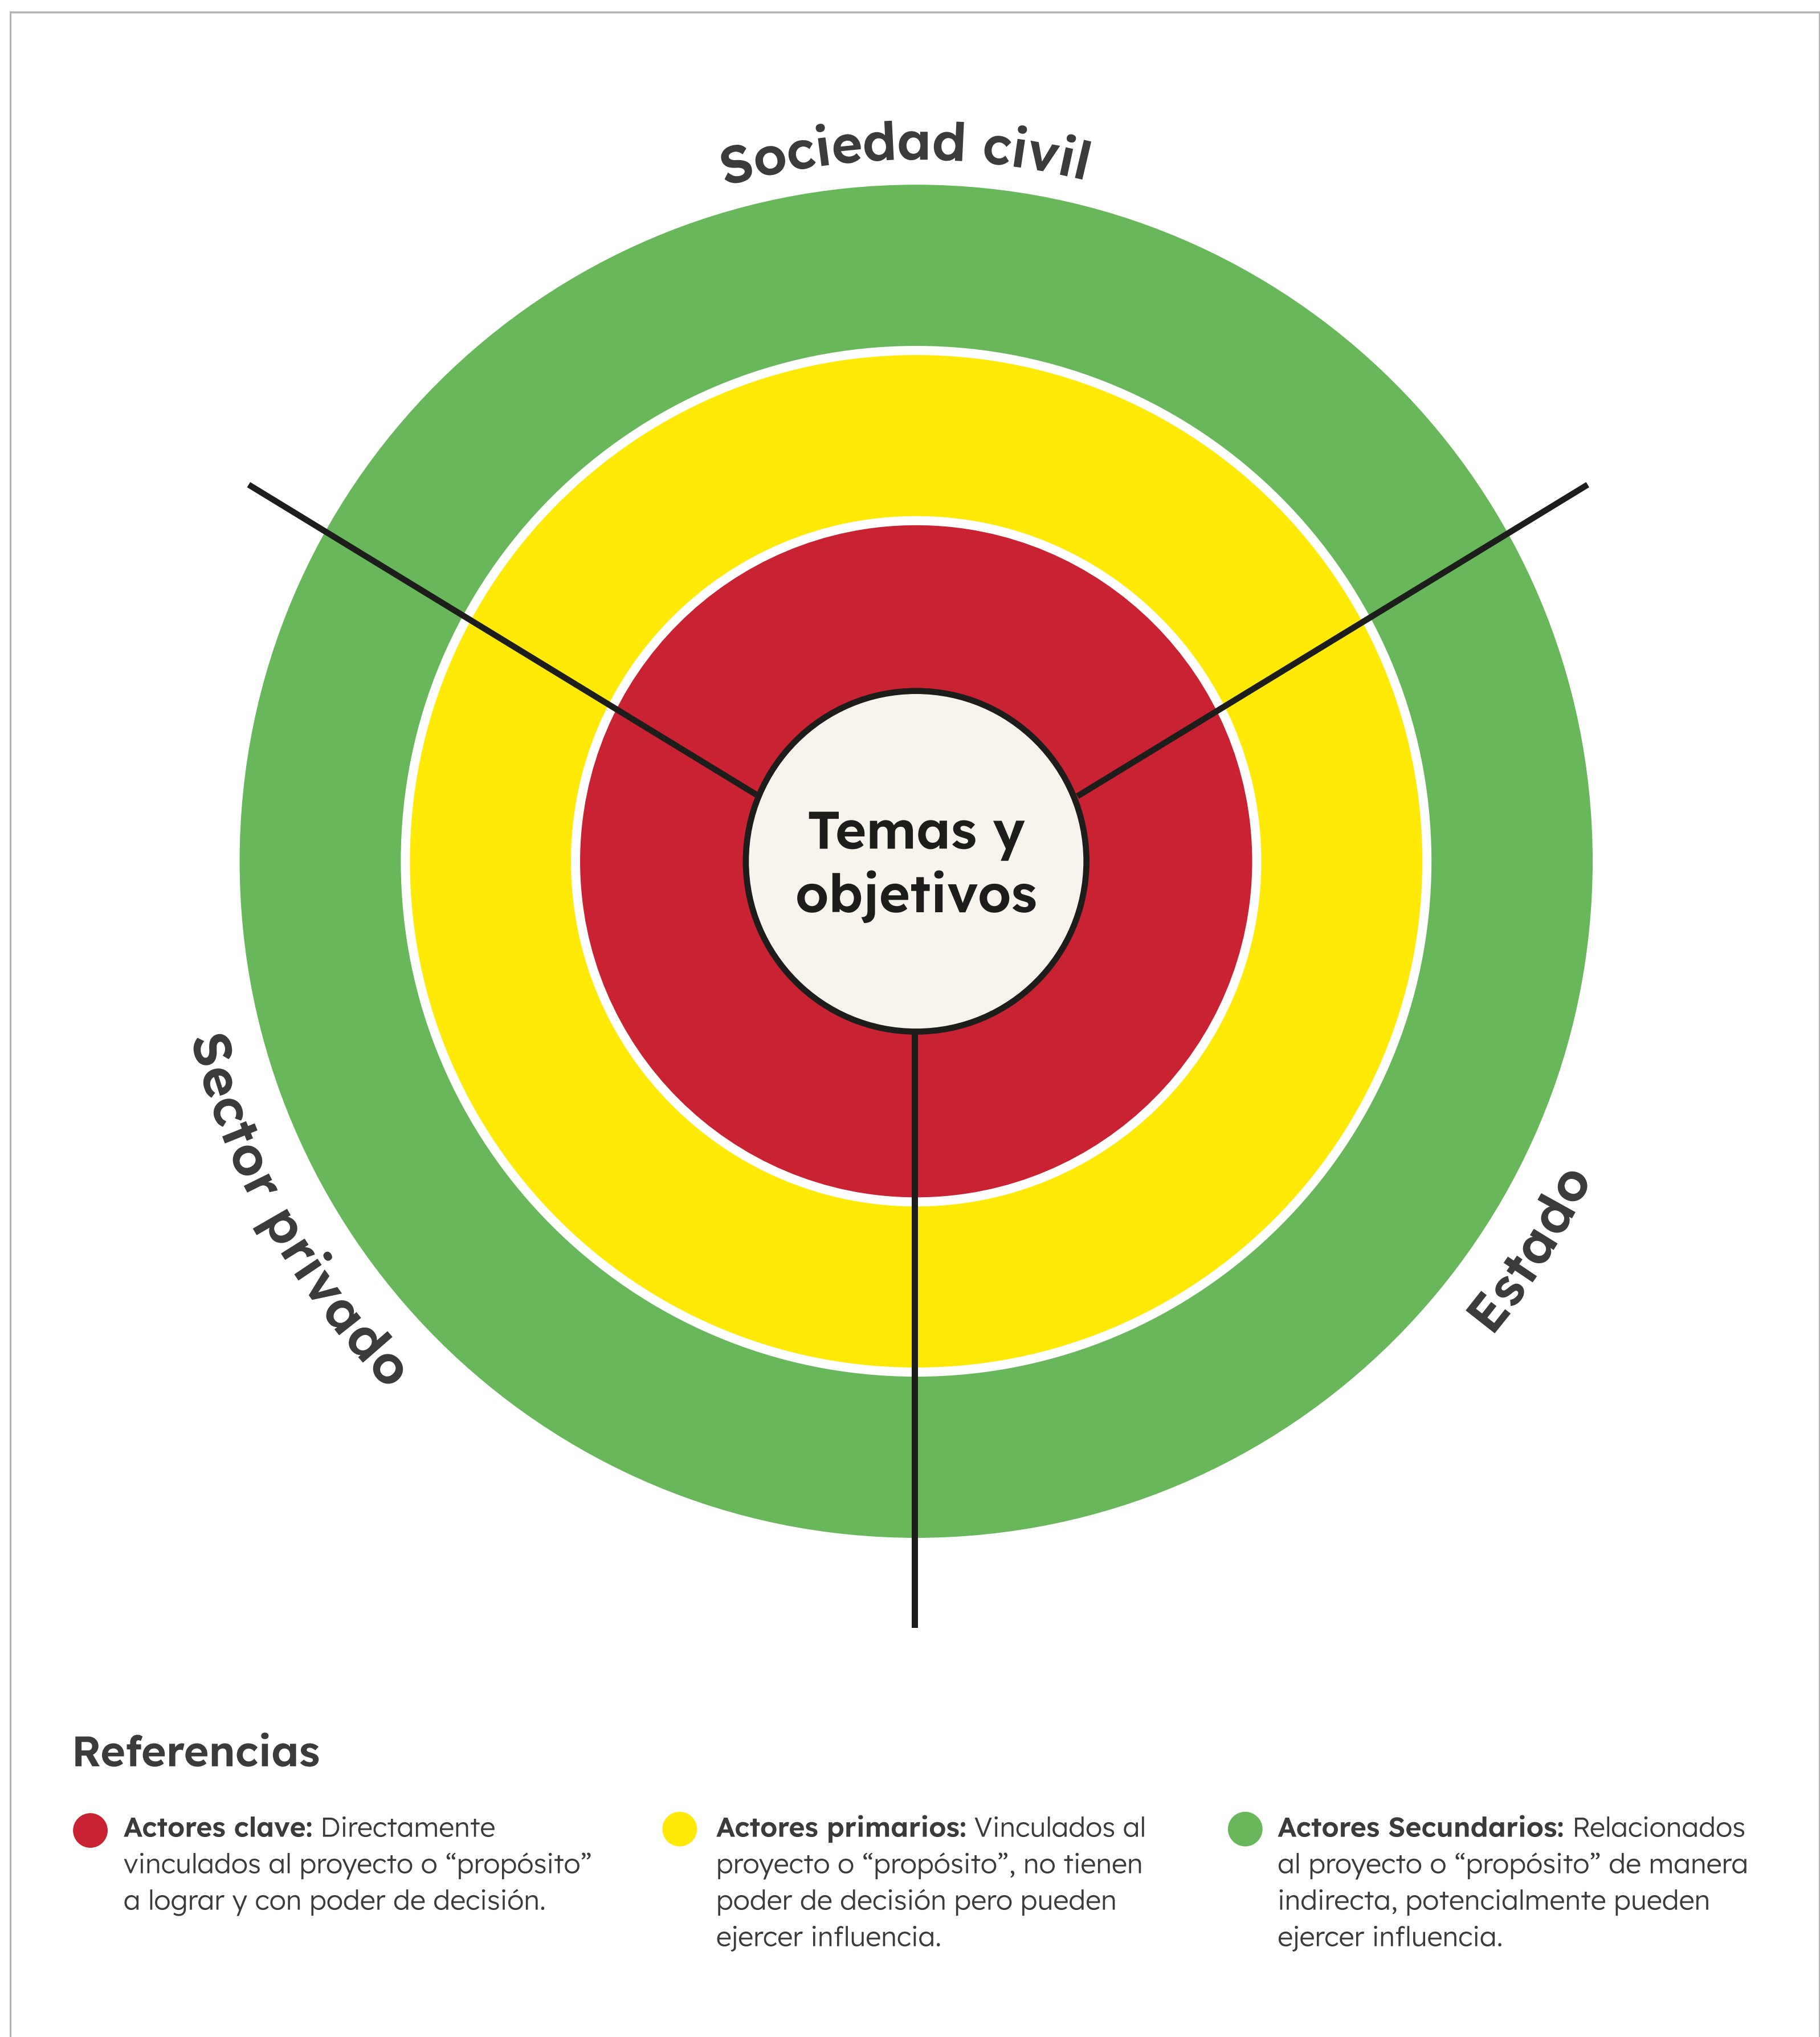 Sociedad civil
Temas y
objetivos
Sector privado
Estado
Referencias
Actores clave: Directamente
vinculados al proyecto o “propósito”
a lograr y con poder de decisión.
Actores primarios: Vinculados al
proyecto o “propósito”, no tienen
poder de decisión pero pueden
ejercer influencia.
Actores Secundarios: Relacionados
al proyecto o “propósito” de manera
indirecta, potencialmente pueden
ejercer influencia.